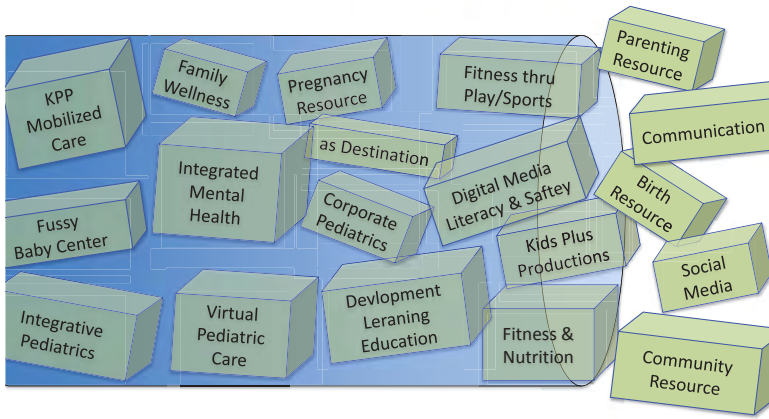 KPP
Mobilized
Care
Family
Wellness
Pregnancy
Resource
Fitness thru
Play/Sports
Parenting
Resource
Communication
as Destination
Integrated
Mental
Health
Corporate
Pediatrics
Digital Media
Literacy & Saftey
Birth
Resource
Fussy
Baby Center
Kids Plus
Productions
Social
Media
Integrative
Pediatrics
Virtual
Pediatric
Care
Devlopment
Leraning
Education
Fitness &
Nutrition
Community
Resource